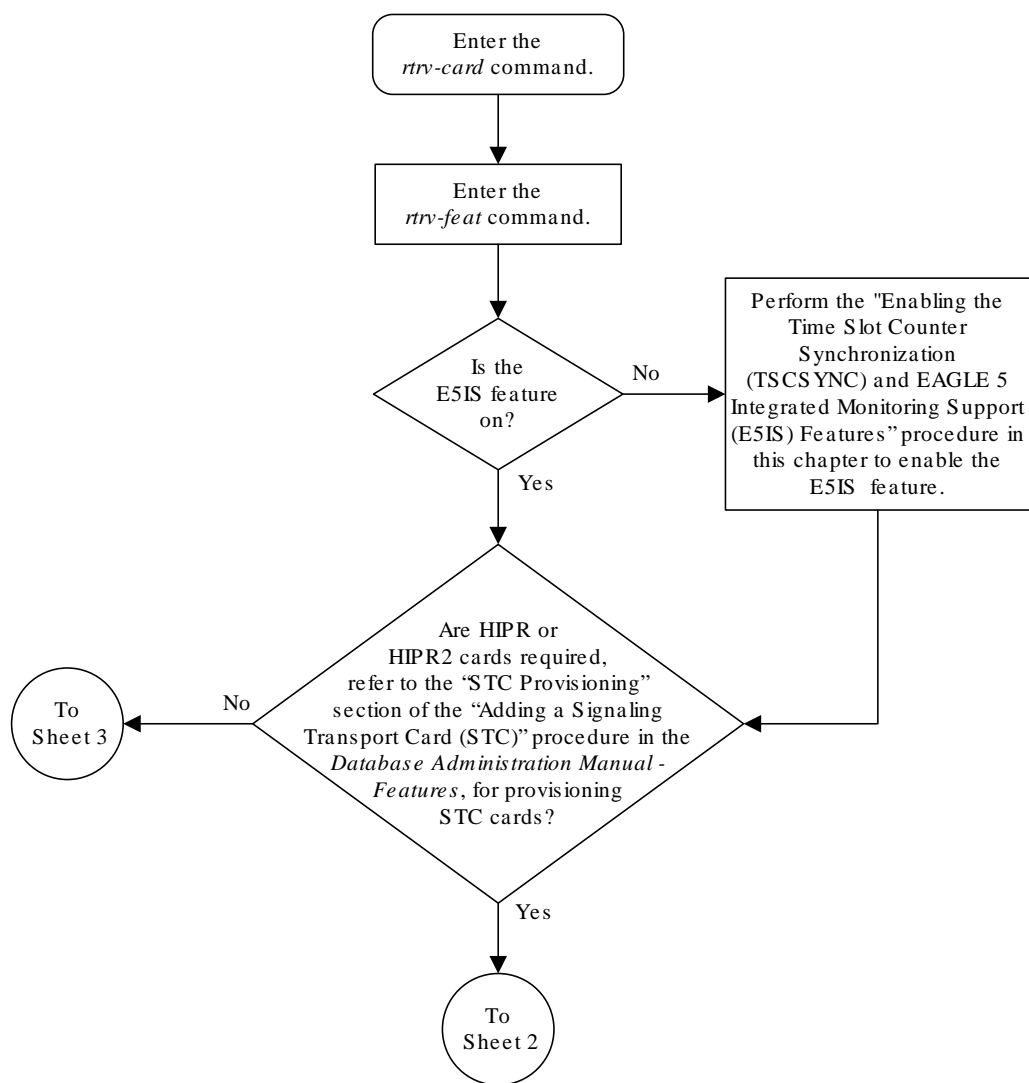 Enter the
rtrv-card command.
Enter the
rtrv-feat command.
Is the
E5IS feature
on?
No
Yes
Perform the "Enabling the
Time Slot Counter
Synchronization
(TSCSYNC) and EAGLE 5
Integrated Monitoring Support
(E5IS) Features” procedure in
this chapter to enable the
E5IS feature.
Are HIPR or
HIPR2 cards required,
refer to the “STC Provisioning”
section of the “Adding a Signaling
Transport Card (STC)” procedure in the
Database Administration Manual -
Features, for provisioning
STC cards?
No
To
Sheet 3
Yes
To
Sheet 2